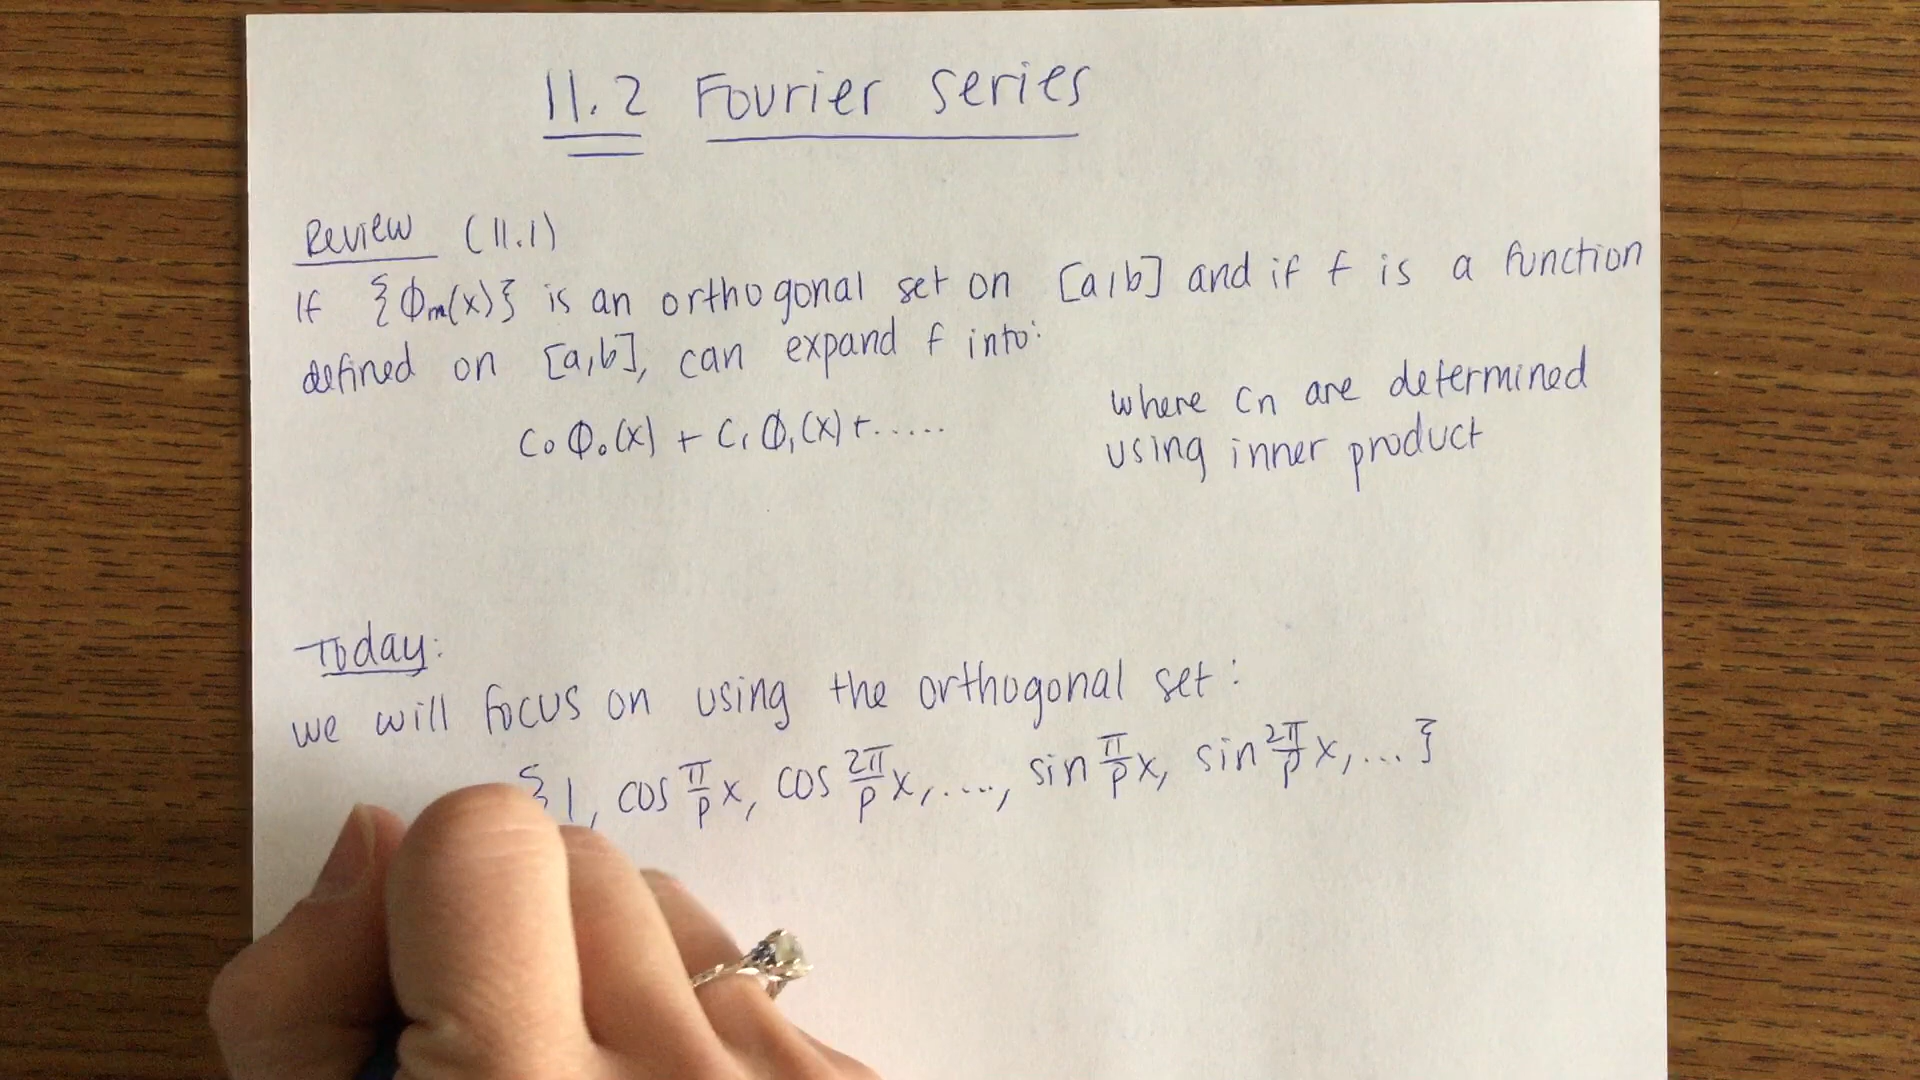 11.2 Fourier series
Review (11.1)
If {ϕm(x)} is an orthogonal set on [a,b] and if f is a function
defined on [a,b], can expand f into:
c₀ϕ₀(x) + c₁ϕ₁(x)+.....
where cn are determined
using inner product
Today:
we will focus on using the orthogonal set:
{1, cos π/p x, cos 2π/p x,...., sin π/p x, sin 2π/p x,...}